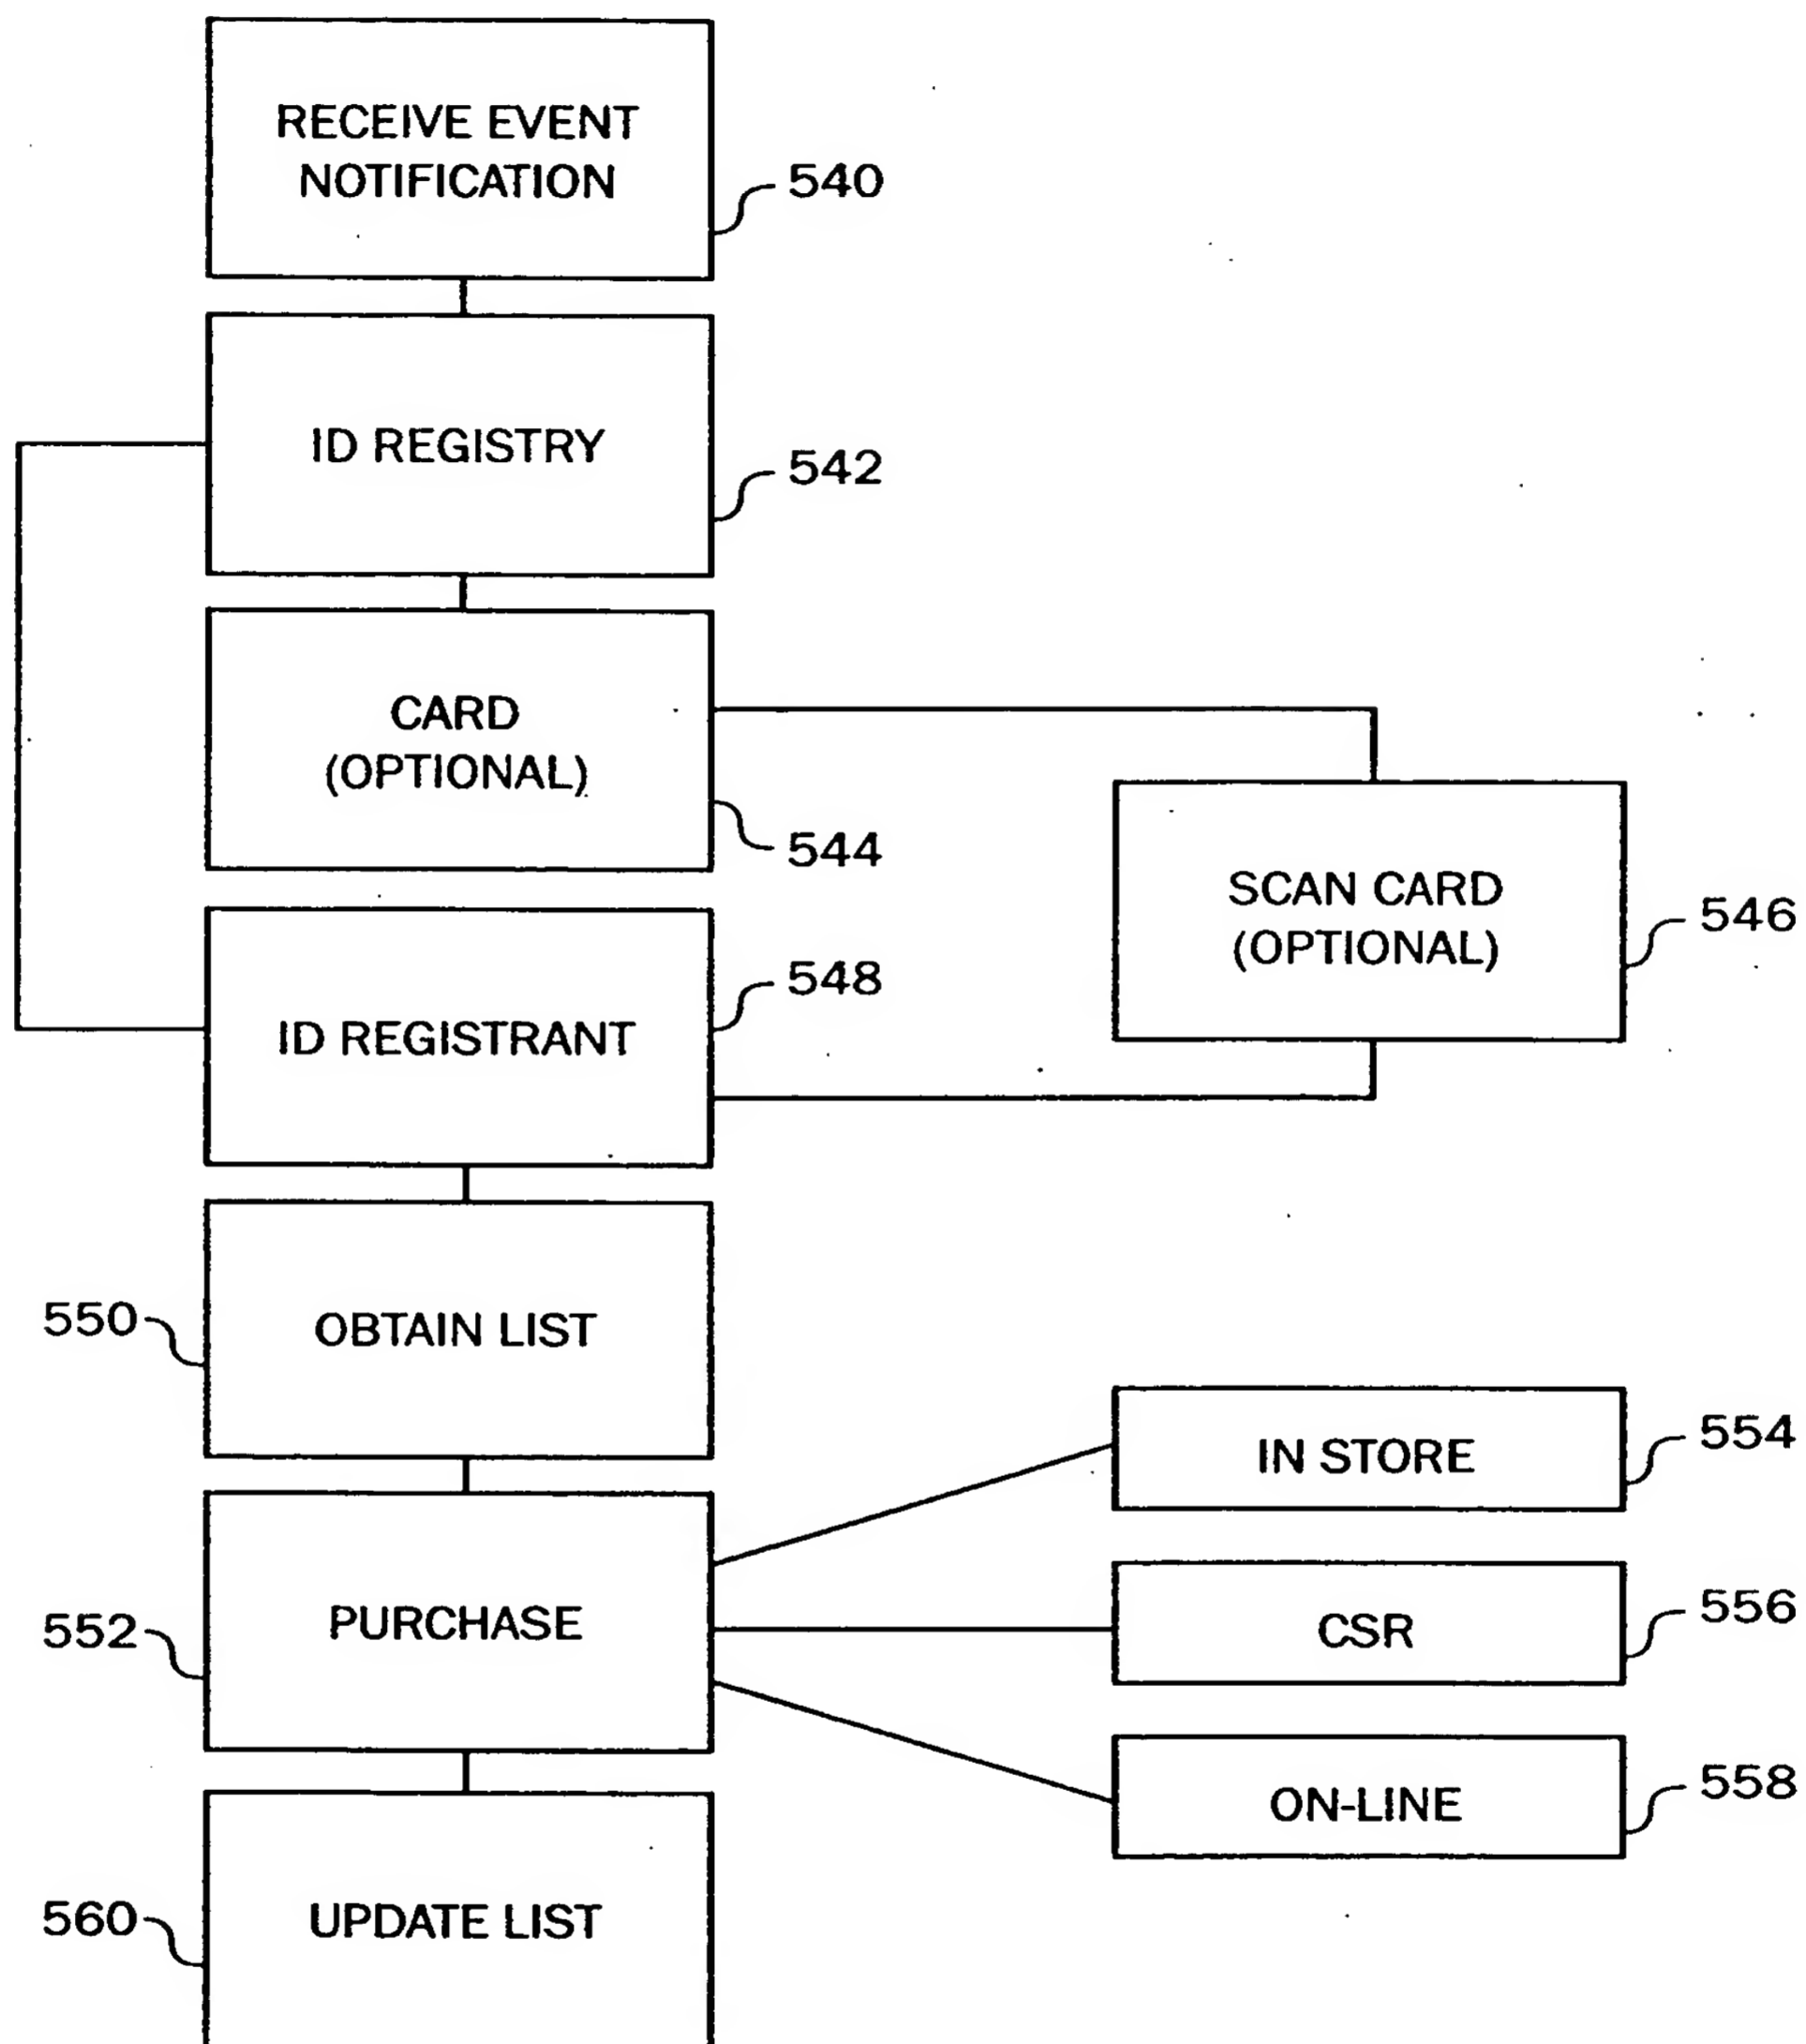 RECEIVE EVENT
NOTIFICATION
540
ID REGISTRY
542
CARD
(OPTIONAL)
544
SCAN CARD
(OPTIONAL)
546
548
ID REGISTRANT
550
OBTAIN LIST
IN STORE
554
552
PURCHASE
CSR
556
ON-LINE
558
560
UPDATE LIST